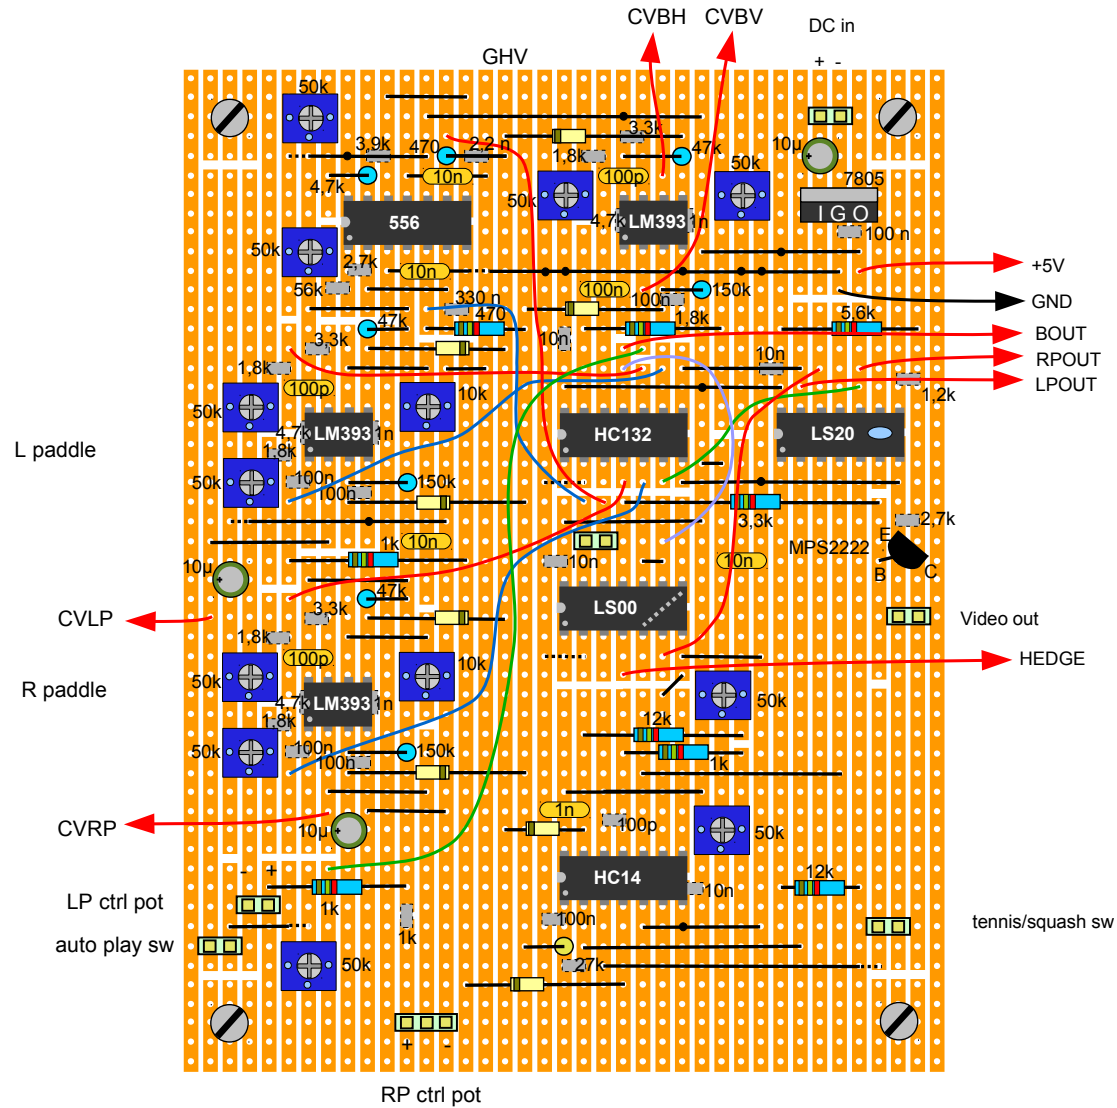 CVBH
CVBV
DC in
GHV
+ -
50k
3,9k
470
2,2 n
3,3k
1,8k
47k
10µ
4,7k
10n
100p
50k
7805
50k
556
4,7k
LM393
1n
I G O
100 n
50k
2,7k
10n
+5V
56k
100n
100n
150k
GND
330 n
47k
470
10n
1,8k
5,6k
BOUT
3,3k
10n
RPOUT
1,8k
100p
LPOUT
1,2k
50k
10k
4,7k
LM393
1n
HC132
LS20
L paddle
1,8k
50k
100n
100n
150k
3,3k
2,7k
E
1k
10n
MPS2222
10µ
10n
10n
B
C
47k
CVLP
3,3k
LS00
Video out
1,8k
100p
HEDGE
50k
10k
R paddle
4,7k
LM393
1n
50k
1,8k
12k
50k
100n
100n
150k
1k
1n
CVRP
10µ
100p
50k
- +
HC14
12k
LP ctrl pot
1k
10n
1k
100n
tennis/squash sw
auto play sw
50k
27k
+ -
RP ctrl pot